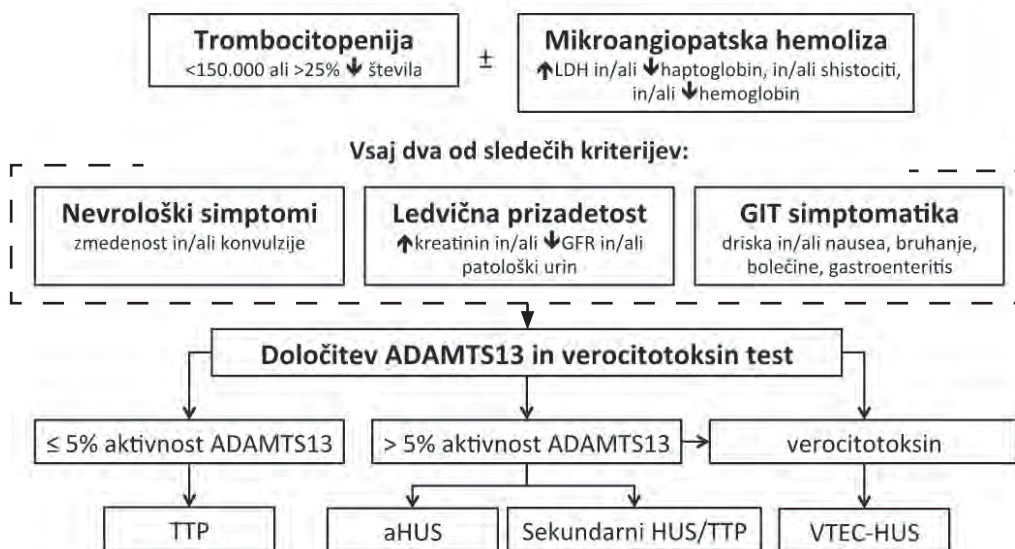 Trombocitopenija
<150.000 ali >25% ↓ števila
±
Mikroangiopatska hemoliza
↑LDH in/ali ↓haptoglobin, in/ali shistociti,
in/ali ↓hemoglobin
Vsaj dva od sledečih kriterijev:
Nevrološki simptomi
zmedenost in/ali konvulzije
Ledvična prizadetost
↑kreatinin in/ali ↓GFR in/ali
patološki urin
GIT simptomatika
driska in/ali nausea, bruhanje,
bolečine, gastroenteritis
Določitev ADAMTS13 in verocitotoksin test
≤ 5% aktivnost ADAMTS13
> 5% aktivnost ADAMTS13
verocitotoksin
TTP
aHUS
Sekundarni HUS/TTP
VTEC-HUS